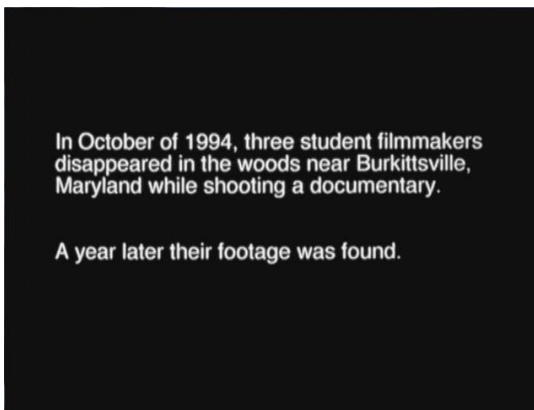 In October of 1994, three student filmmakers
disappeared in the woods near Burkittsville,
Maryland while shooting a documentary.
A year later their footage was found.